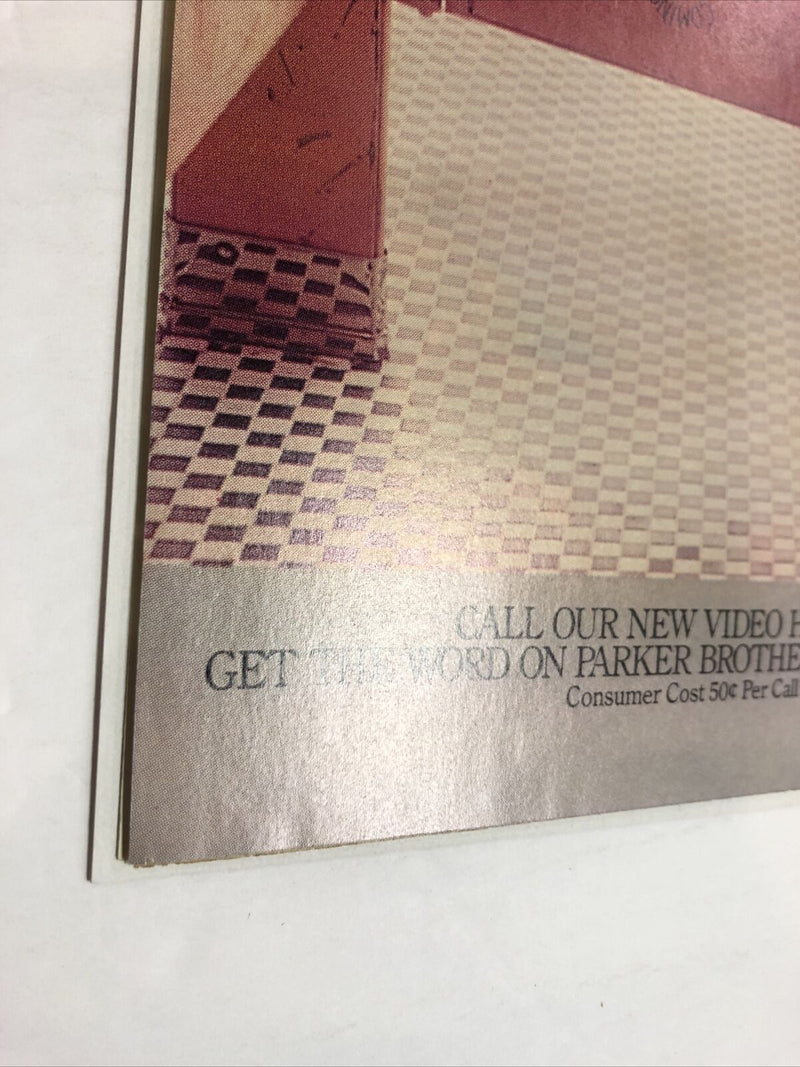 CALL OUR NEW VIDEO H
GET THE WORD ON PARKER BROTHE
Consumer Cost 50¢ Per Call